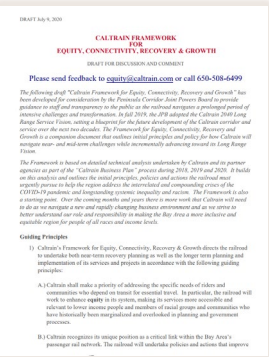 DRAFT July 9, 2020
CALTRAIN FRAMEWORK
FOR
EQUITY, CONNECTIVITY, RECOVERY & GROWTH
DRAFT FOR DISCUSSION AND COMMENT
Please send feedback to equity@caltrain.com or call 650-508-6499
The following draft "Caltrain Framework for Equity, Connectivity, Recovery and Growth" has
been developed for consideration by the Peninsula Corridor Joint Powers Board to provide
guidance to staff and transparency to the public as the railroad navigates a prolonged period of
intensive challenges and transformation. In fall 2019, the JPB adopted the Caltrain 2040 Long
Range Service Vision, setting a blueprint for the future development of the Caltrain corridor and
service over the next two decades. The Framework for Equity, Connectivity, Recovery and
Growth is a companion document that outlines initial principles and policy for how Caltrain will
navigate near- and mid-term challenges while incrementally advancing toward its Long Range
Vision.
The Framework is based on detailed technical analysis undertaken by Caltrain and its partner
agencies as part of the "Caltrain Business Plan" process during 2018, 2019 and 2020. It builds
on this analysis and outlines the initial principles, policies and actions the railroad must
urgently pursue to help the region address the interrelated and compounding crises of the
COVID-19 pandemic and longstanding systemic inequality and racism. The Framework is also
a starting point. Over the coming months and years there is more work that Caltrain will need
to do as we navigate a new and rapidly changing business environment and as we strive to
better understand our role and responsibility in making the Bay Area a more inclusive and
equitable region for people of all races and income levels.
Guiding Principles
1) Caltrain's Framework for Equity, Connectivity, Recovery & Growth directs the railroad
to undertake both near-term recovery planning as well as the longer term planning and
implementation of its services and projects in accordance with the following guiding
principles:
A.) Caltrain shall make a priority of addressing the specific needs of riders and
communities who depend on transit for essential travel. In particular, the railroad will
work to enhance equity in its system, making its services more accessible and
relevant to lower income people and members of racial groups and communities who
have historically been marginalized and overlooked in planning and government
processes.
B.) Caltrain recognizes its unique position as a critical link within the Bay Area's
passenger rail network. The railroad will undertake policies and actions that improve